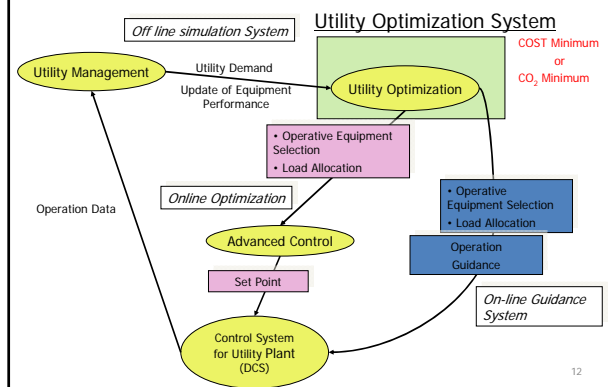 Off line simulation System
Utility Optimization System
COST Minimum
or
CO2 Minimum
Utility Management
Utility Demand
Update of Equipment
Performance
Utility Optimization
• Operative Equipment
Selection
• Load Allocation
Online Optimization
Operation Data
• Operative
Equipment Selection
• Load Allocation
Advanced Control
Operation
Guidance
Set Point
On-line Guidance
System
Control System
for Utility Plant
(DCS)
12